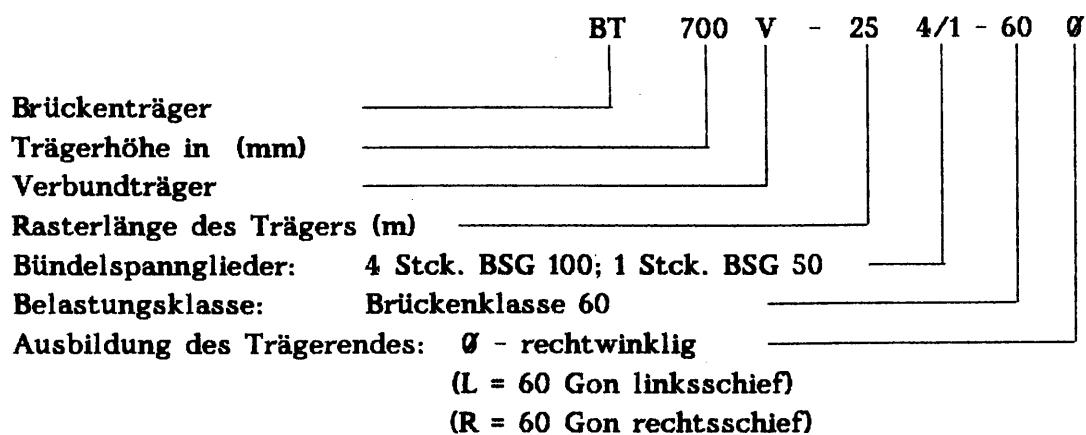 BT 700 V - 25 4/1 - 60 Ø
Brückenträger
Trägerhöhe in (mm)
Verbundträger
Rasterlänge des Trägers (m)
Bündelspannglieder: 4 Stck. BSG 100; 1 Stck. BSG 50
Belastungsklasse: Brückenklasse 60
Ausbildung des Trägerendes: Ø - rechtwinklig
(L = 60 Gon linksschief)
(R = 60 Gon rechtsschief)